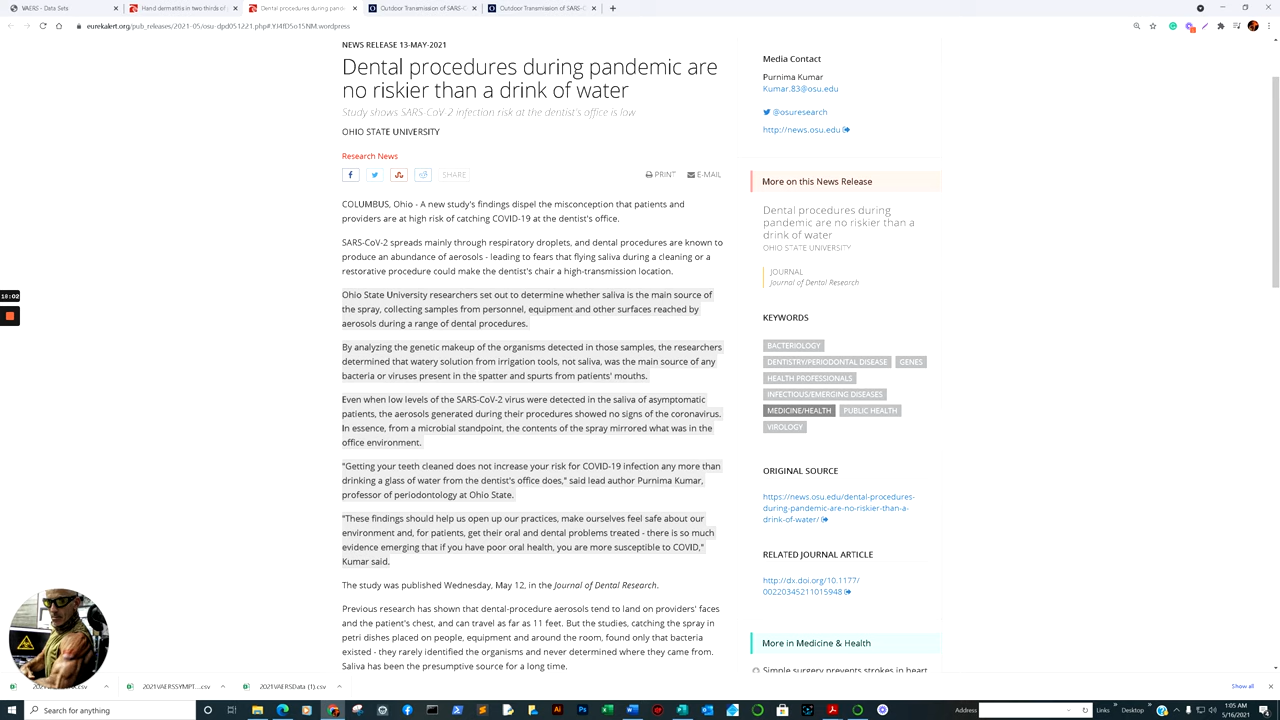 VAERS - Data Sets
Hand dermatitis in two thirds of p
Dental procedures during pand
Outdoor Transmission of SARS-C
Outdoor Transmission of SARS-C
eurekalert.org/pub_releases/2021-05/osu-dpd051221.php#.YJ4fD5o15NM.wordpress
NEWS RELEASE 13-MAY-2021
Dental procedures during pandemic are
no riskier than a drink of water
Study shows SARS-CoV-2 infection risk at the dentist's office is low
OHIO STATE UNIVERSITY
Research News
SHARE
PRINT
E-MAIL
COLUMBUS, Ohio - A new study's findings dispel the misconception that patients and
providers are at high risk of catching COVID-19 at the dentist's office.
SARS-CoV-2 spreads mainly through respiratory droplets, and dental procedures are known to
produce an abundance of aerosols - leading to fears that flying saliva during a cleaning or a
restorative procedure could make the dentist's chair a high-transmission location.
Ohio State University researchers set out to determine whether saliva is the main source of
the spray, collecting samples from personnel, equipment and other surfaces reached by
aerosols during a range of dental procedures.
By analyzing the genetic makeup of the organisms detected in those samples, the researchers
determined that watery solution from irrigation tools, not saliva, was the main source of any
bacteria or viruses present in the spatter and spurts from patients' mouths.
Even when low levels of the SARS-CoV-2 virus were detected in the saliva of asymptomatic
patients, the aerosols generated during their procedures showed no signs of the coronavirus.
In essence, from a microbial standpoint, the contents of the spray mirrored what was in the
office environment.
"Getting your teeth cleaned does not increase your risk for COVID-19 infection any more than
drinking a glass of water from the dentist's office does," said lead author Purnima Kumar,
professor of periodontology at Ohio State.
"These findings should help us open up our practices, make ourselves feel safe about our
environment and, for patients, get their oral and dental problems treated - there is so much
evidence emerging that if you have poor oral health, you are more susceptible to COVID,"
Kumar said.
The study was published Wednesday, May 12, in the Journal of Dental Research.
Previous research has shown that dental-procedure aerosols tend to land on providers' faces
and the patient's chest, and can travel as far as 11 feet. But the studies, catching the spray in
petri dishes placed on people, equipment and around the room, found only that bacteria
existed - they rarely identified the organisms and never determined where they came from.
Saliva has been the presumptive source for a long time.
Media Contact
Purnima Kumar
Kumar.83@osu.edu
@osuresearch
http://news.osu.edu
More on this News Release
Dental procedures during
pandemic are no riskier than a
drink of water
OHIO STATE UNIVERSITY
JOURNAL
Journal of Dental Research
KEYWORDS
BACTERIOLOGY
DENTISTRY/PERIODONTAL DISEASE GENES
HEALTH PROFESSIONALS
INFECTIOUS/EMERGING DISEASES
MEDICINE/HEALTH PUBLIC HEALTH
VIROLOGY
ORIGINAL SOURCE
https://news.osu.edu/dental-procedures-
during-pandemic-are-no-riskier-than-a-
drink-of-water/
RELATED JOURNAL ARTICLE
http://dx.doi.org/10.1177/
00220345211015948
More in Medicine & Health
Simple surgery prevents strokes in heart
18:02
2021VAERSSYMPT....csv
2021VAERSData (1).csv
Show all
Search for anything
Address
Links
Desktop
1:05 AM
5/16/2021